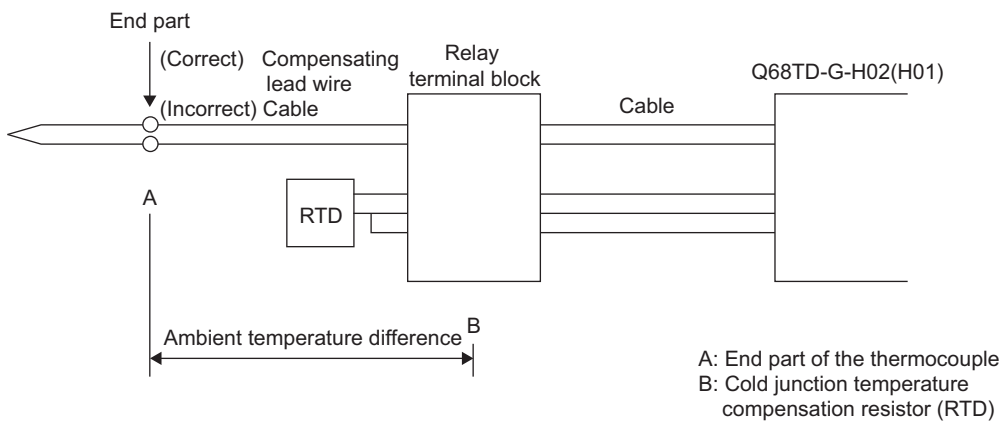 End part
(Correct) Compensating
lead wire
(Incorrect) Cable
Relay
terminal block
Cable
Q68TD-G-H02(H01)
A
RTD
Ambient temperature difference
B
A: End part of the thermocouple
B: Cold junction temperature
compensation resistor (RTD)